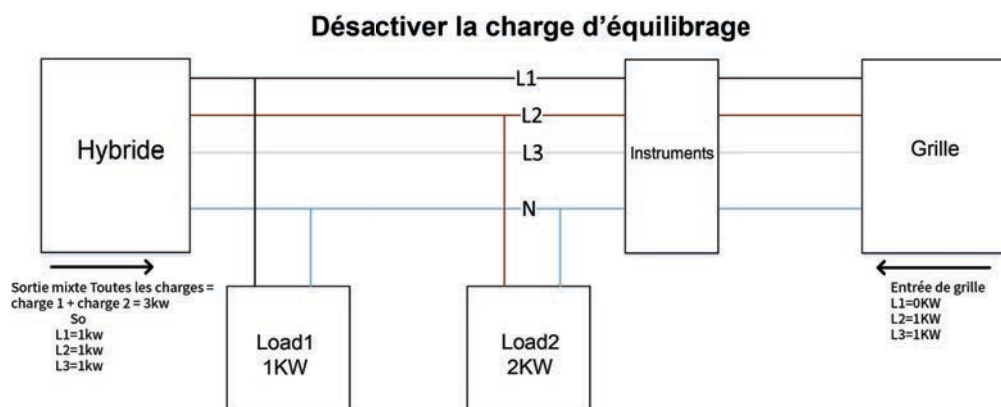 Désactiver la charge d'équilibrage
L1
L2
L3
N
Hybride
Instruments
Grille
Sortie mixte Toutes les charges =
charge 1 + charge 2 = 3kw
So
L1=1kw
L2=1kw
L3=1kw
Load1
1KW
Load2
2KW
Entrée de grille
L1=0KW
L2=1KW
L3=1KW